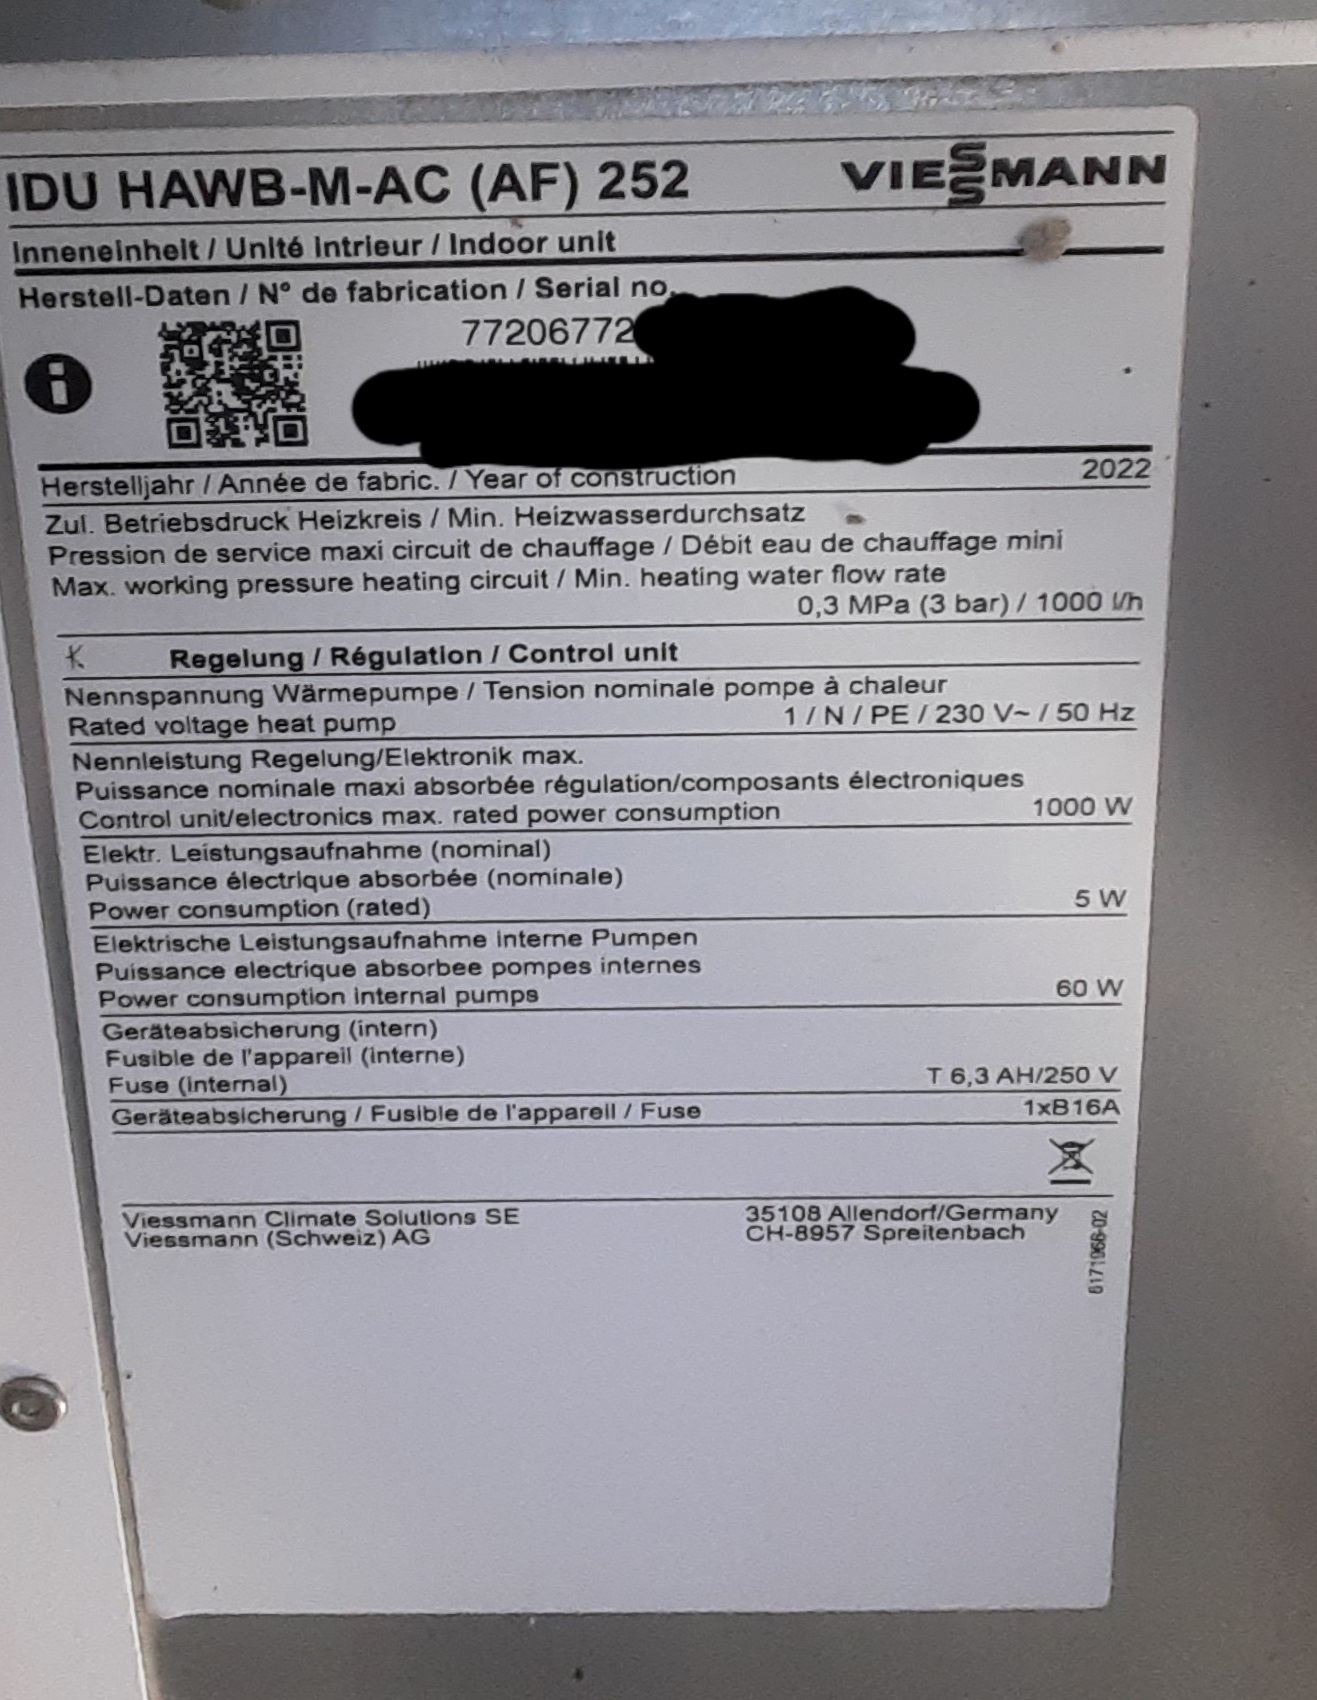 IDU HAWB-M-AC (AF) 252
VIESSMANN
Inneneinheit / Unité intrieur / Indoor unit
Herstell-Daten / N° de fabrication / Serial no.
77206772
Herstelljahr / Année de fabric. / Year of construction 2022
Zul. Betriebsdruck Heizkreis / Min. Heizwasserdurchsatz
Pression de service maxi circuit de chauffage / Débit eau de chauffage mini
Max. working pressure heating circuit / Min. heating water flow rate
0,3 MPa (3 bar) / 1000 l/h
K Regelung / Régulation / Control unit
Nennspannung Wärmepumpe / Tension nominale pompe à chaleur
Rated voltage heat pump 1 / N / PE / 230 V~ / 50 Hz
Nennleistung Regelung/Elektronik max.
Puissance nominale maxi absorbée régulation/composants électroniques
Control unit/electronics max. rated power consumption 1000 W
Elektr. Leistungsaufnahme (nominal)
Puissance électrique absorbée (nominale)
Power consumption (rated) 5 W
Elektrische Leistungsaufnahme interne Pumpen
Puissance electrique absorbee pompes internes
Power consumption internal pumps 60 W
Geräteabsicherung (intern)
Fusible de l'appareil (interne)
Fuse (internal) T 6,3 AH/250 V
Geräteabsicherung / Fusible de l'appareil / Fuse 1xB16A
Viessmann Climate Solutions SE 35108 Allendorf/Germany
Viessmann (Schweiz) AG CH-8957 Spreitenbach
6171966-02